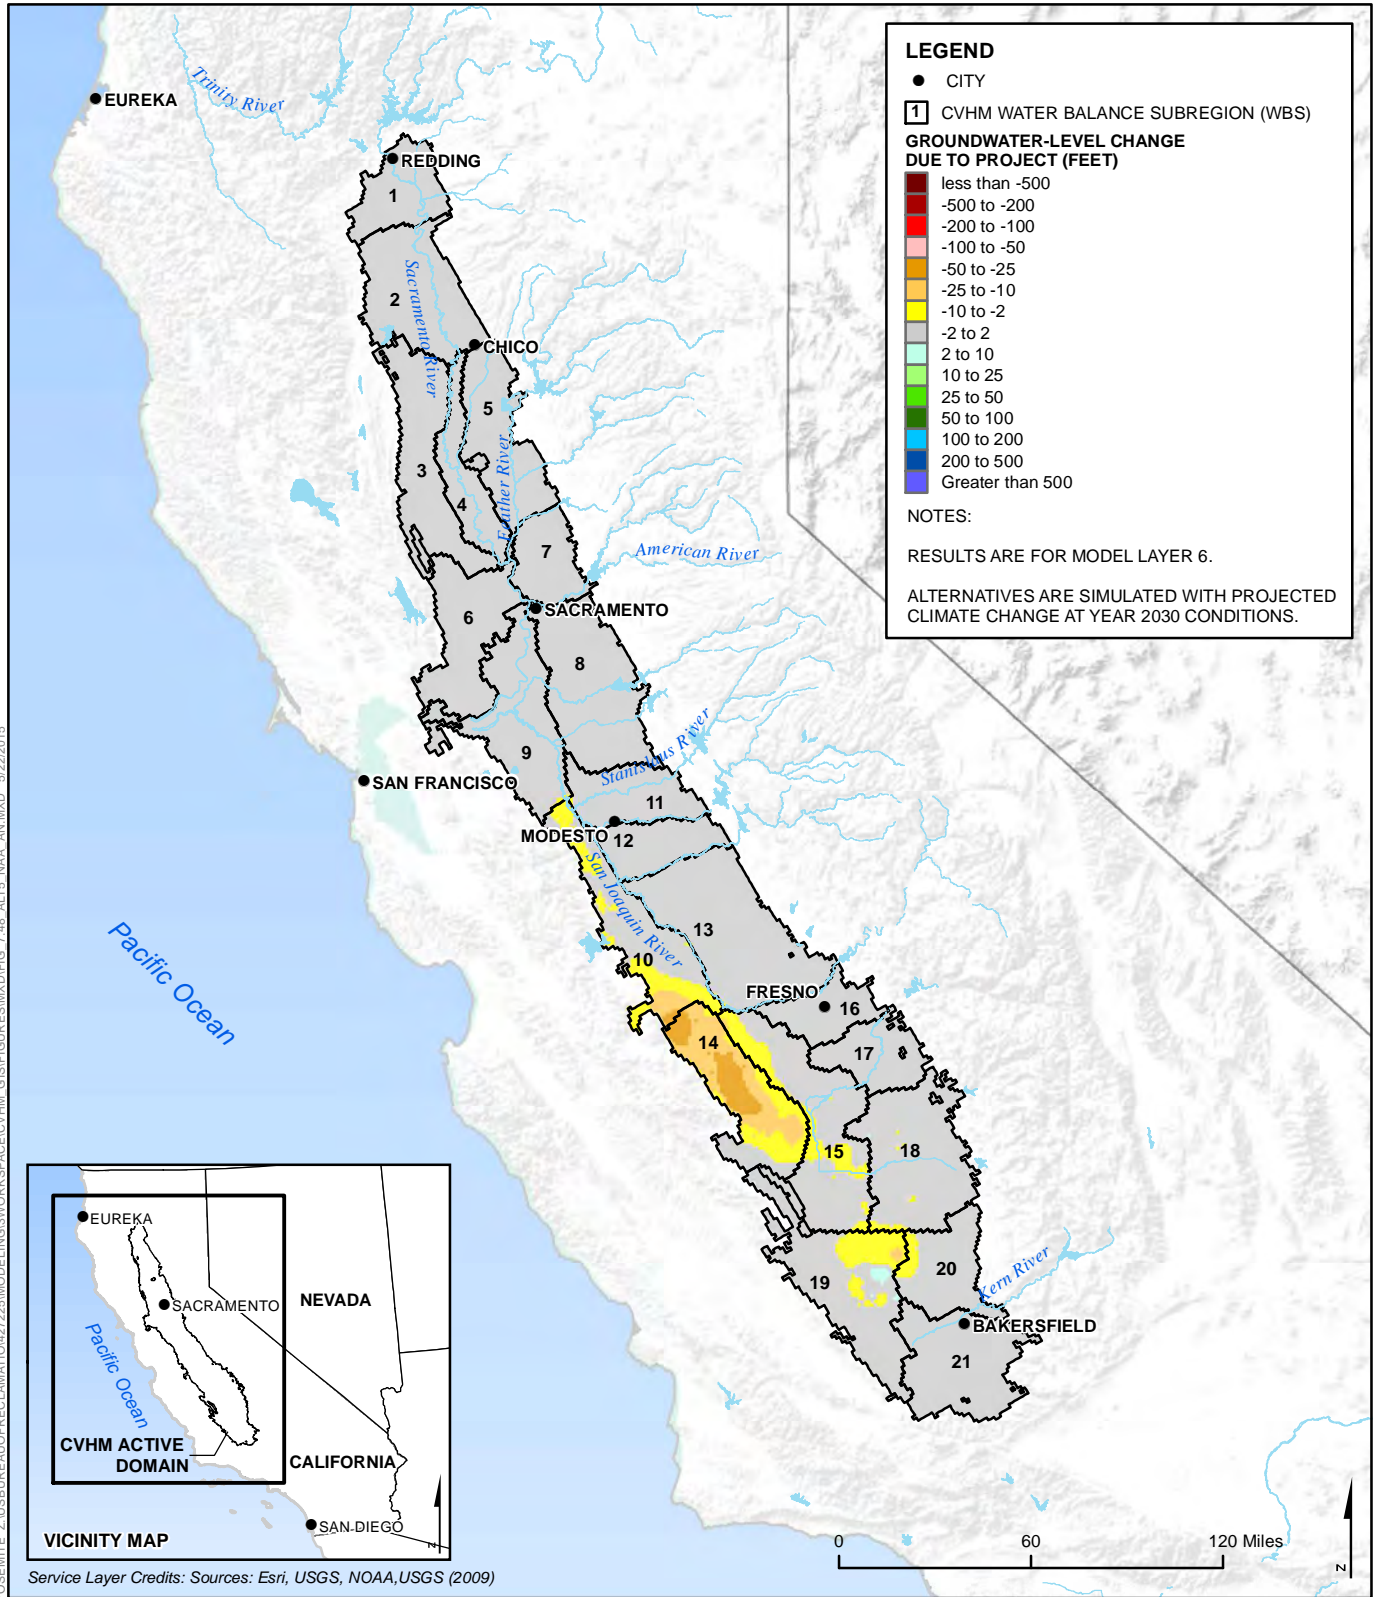 LEGEND
CITY
1 CVHM WATER BALANCE SUBREGION (WBS)
GROUNDWATER-LEVEL CHANGE
DUE TO PROJECT (FEET)
less than -500
-500 to -200
-200 to -100
-100 to -50
-50 to -25
-25 to -10
-10 to -2
-2 to 2
2 to 10
10 to 25
25 to 50
50 to 100
100 to 200
200 to 500
Greater than 500
NOTES:
RESULTS ARE FOR MODEL LAYER 6.
ALTERNATIVES ARE SIMULATED WITH PROJECTED
CLIMATE CHANGE AT YEAR 2030 CONDITIONS.
Trinity River
EUREKA
REDDING
1
2
Sacramento River
CHICO
5
3
4
Feather River
7
American River
SACRAMENTO
6
8
9
Stanislaus River
SAN FRANCISCO
11
MODESTO
12
San Joaquin River
13
10
Pacific Ocean
FRESNO
16
14
17
15
18
19
20
Kern River
BAKERSFIELD
21
EUREKA
SACRAMENTO
NEVADA
Pacific Ocean
CVHM ACTIVE
DOMAIN
CALIFORNIA
SAN DIEGO
VICINITY MAP
Z
0 60 120 Miles
Z
Service Layer Credits: Sources: Esri, USGS, NOAA,USGS (2009)